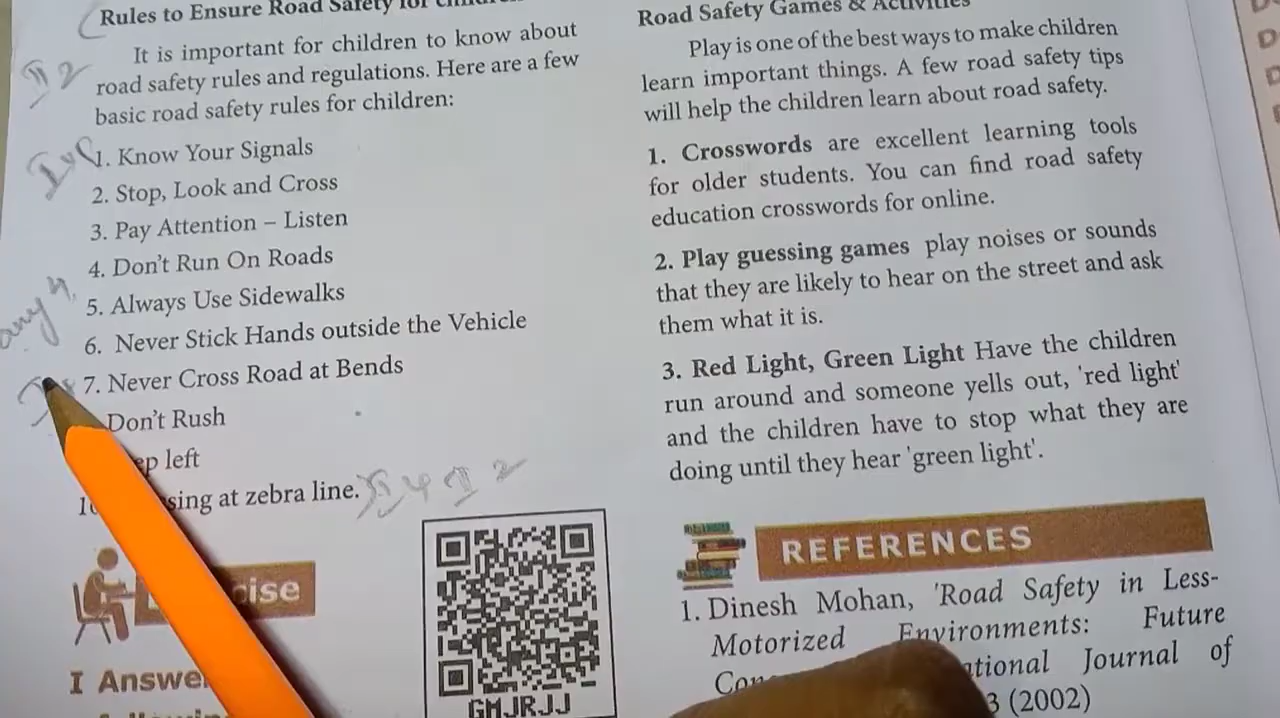 Rules to Ensure Road Safety for
It is important for children to know about
road safety rules and regulations. Here are a few
basic road safety rules for children:
1. Know Your Signals
2. Stop, Look and Cross
3. Pay Attention – Listen
4. Don't Run On Roads
5. Always Use Sidewalks
any 4
6. Never Stick Hands outside the Vehicle
7. Never Cross Road at Bends
Don't Rush
left
at zebra line.
I Answe
GMJRJJ
Road Safety Games & Activities
Play is one of the best ways to make children
learn important things. A few road safety tips
will help the children learn about road safety.
1. Crosswords are excellent learning tools
for older students. You can find road safety
education crosswords for online.
2. Play guessing games play noises or sounds
that they are likely to hear on the street and ask
them what it is.
3. Red Light, Green Light Have the children
run around and someone yells out, 'red light'
and the children have to stop what they are
doing until they hear 'green light'.
REFERENCES
1. Dinesh Mohan, 'Road Safety in Less-
Motorized Environments: Future
Journal of
3 (2002)